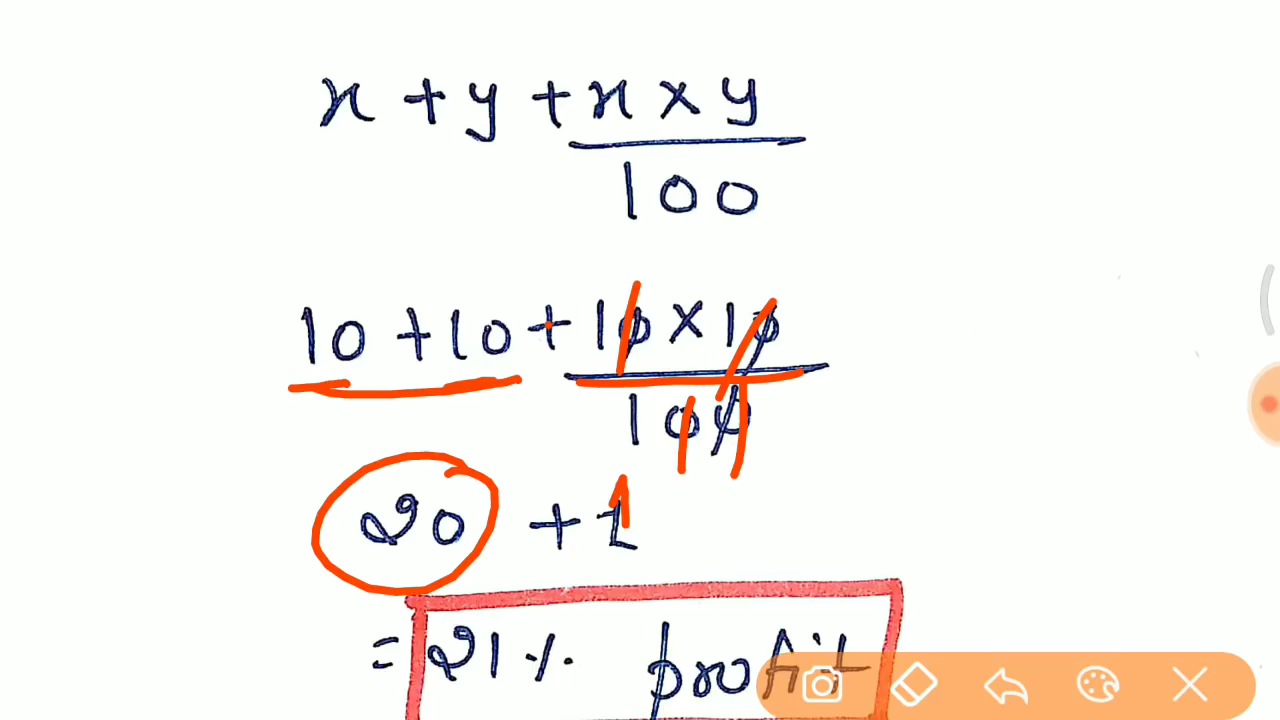 x + y + x × y
100
10 + 10 + 10 × 10
100
20 + 1
= 21% profit